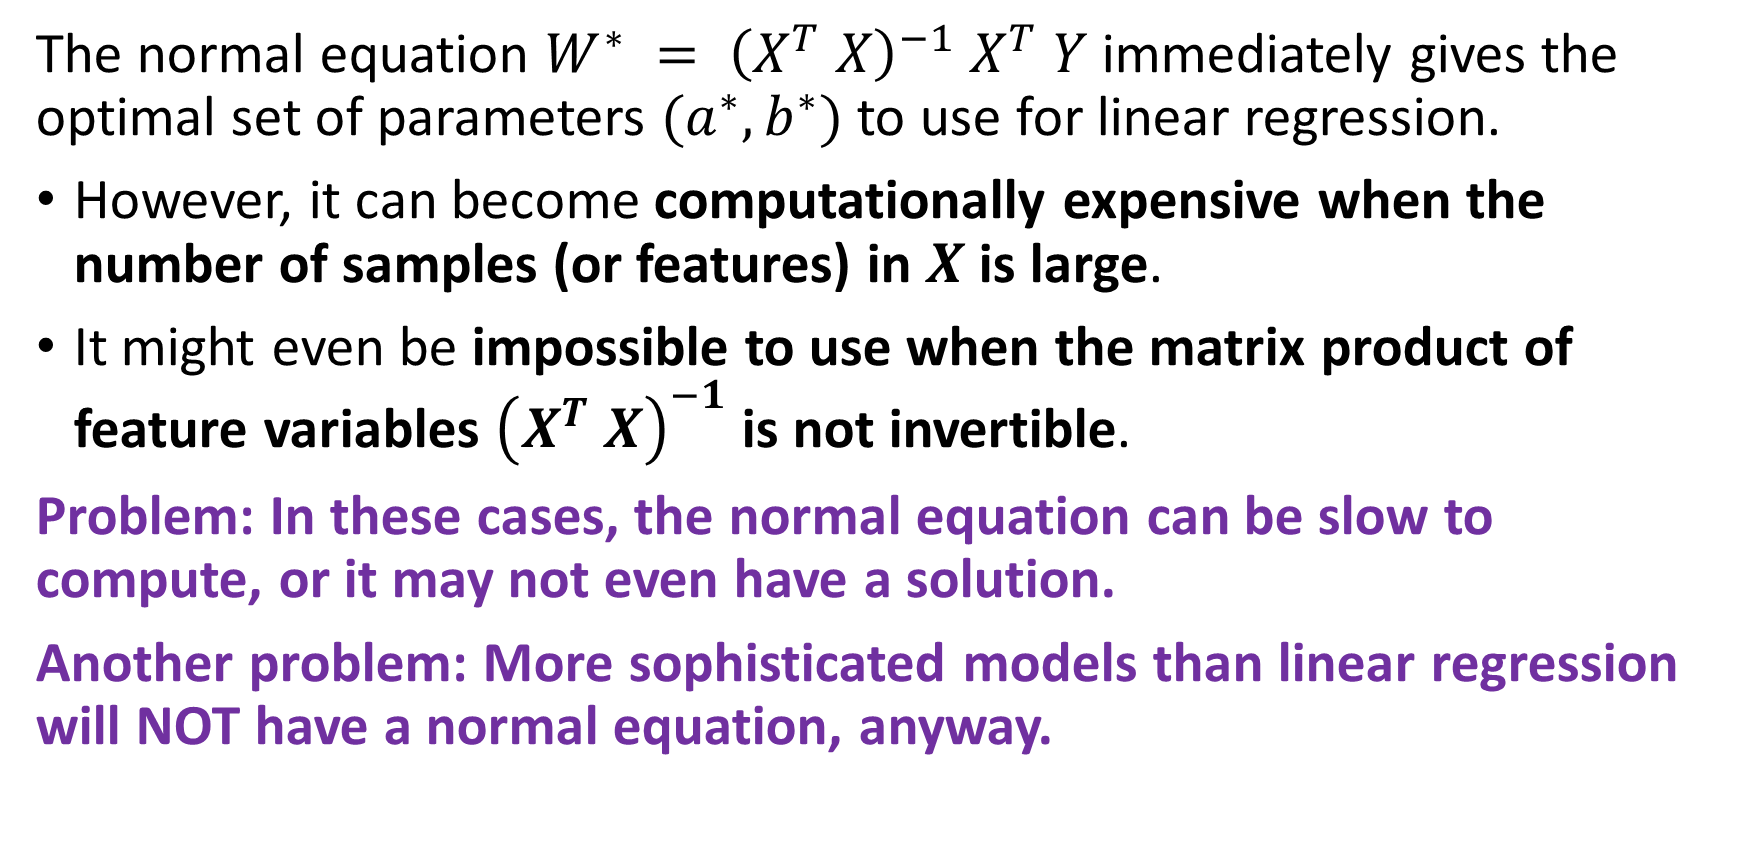 The normal equation W* = (Xᵀ X)⁻¹ Xᵀ Y immediately gives the
optimal set of parameters (a*, b*) to use for linear regression.
• However, it can become computationally expensive when the
number of samples (or features) in X is large.
• It might even be impossible to use when the matrix product of
feature variables (Xᵀ X)⁻¹ is not invertible.
Problem: In these cases, the normal equation can be slow to
compute, or it may not even have a solution.
Another problem: More sophisticated models than linear regression
will NOT have a normal equation, anyway.